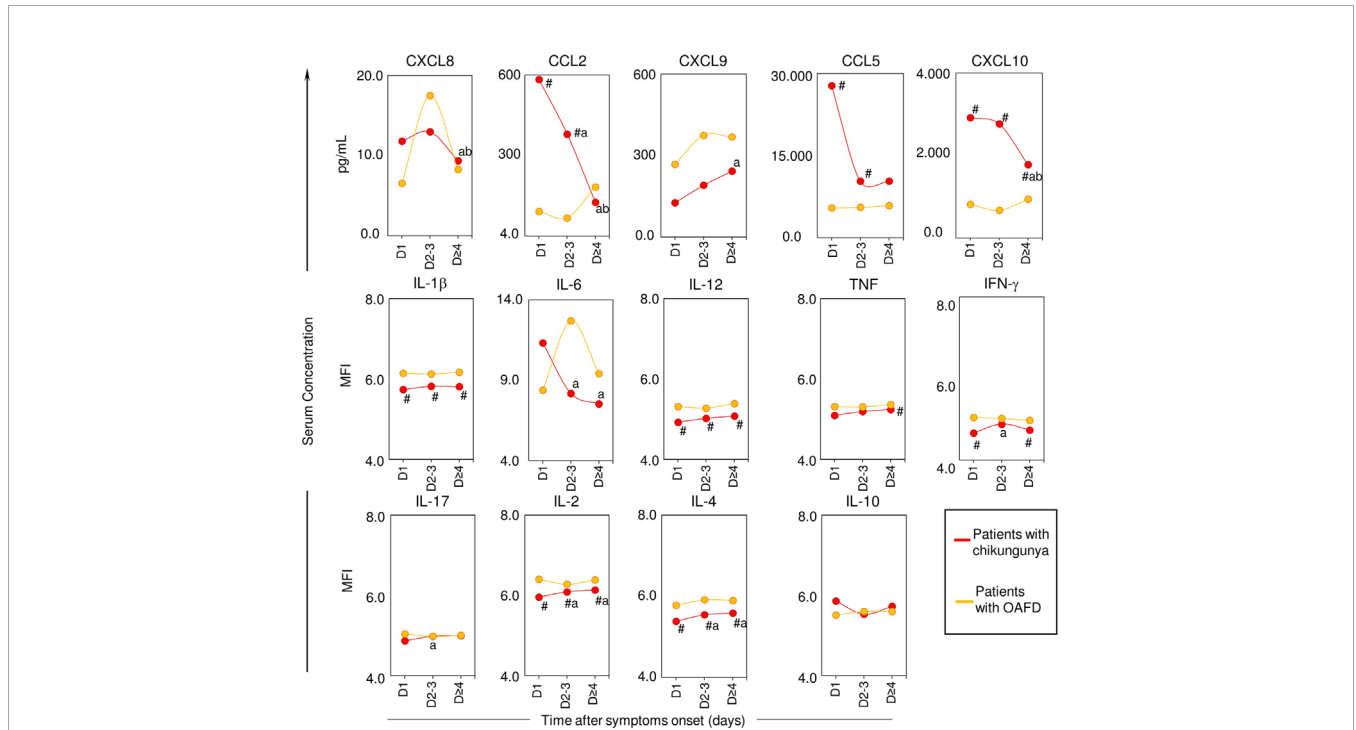 CXCL8 CCL2 CXCL9 CCL5 CXCL10
20.0 600 600 30.000 4.000
# # #
#
#a
ab a
10.0 300 300 15.000 2.000
# #ab
ab
0.0 4.0 0.0 0.0 0.0
pg/mL
D1 D2-3 D≥4 D1 D2-3 D≥4 D1 D2-3 D≥4 D1 D2-3 D≥4 D1 D2-3 D≥4
IL-1β IL-6 IL-12 TNF IFN-γ
8.0 14.0 8.0 8.0 8.0
6.0 9.0 6.0 6.0 6.0
# # # a a # # # # # a #
4.0 4.0 4.0 4.0 4.0
MFI
D1 D2-3 D≥4 D1 D2-3 D≥4 D1 D2-3 D≥4 D1 D2-3 D≥4 D1 D2-3 D≥4
Serum Concentration
IL-17 IL-2 IL-4 IL-10
8.0 8.0 8.0 8.0
6.0 6.0 6.0 6.0
a # #a #a # #a #a
4.0 4.0 4.0 4.0
MFI
D1 D2-3 D≥4 D1 D2-3 D≥4 D1 D2-3 D≥4 D1 D2-3 D≥4
Patients with
chikungunya
Patients
with OAFD
Time after symptoms onset (days)